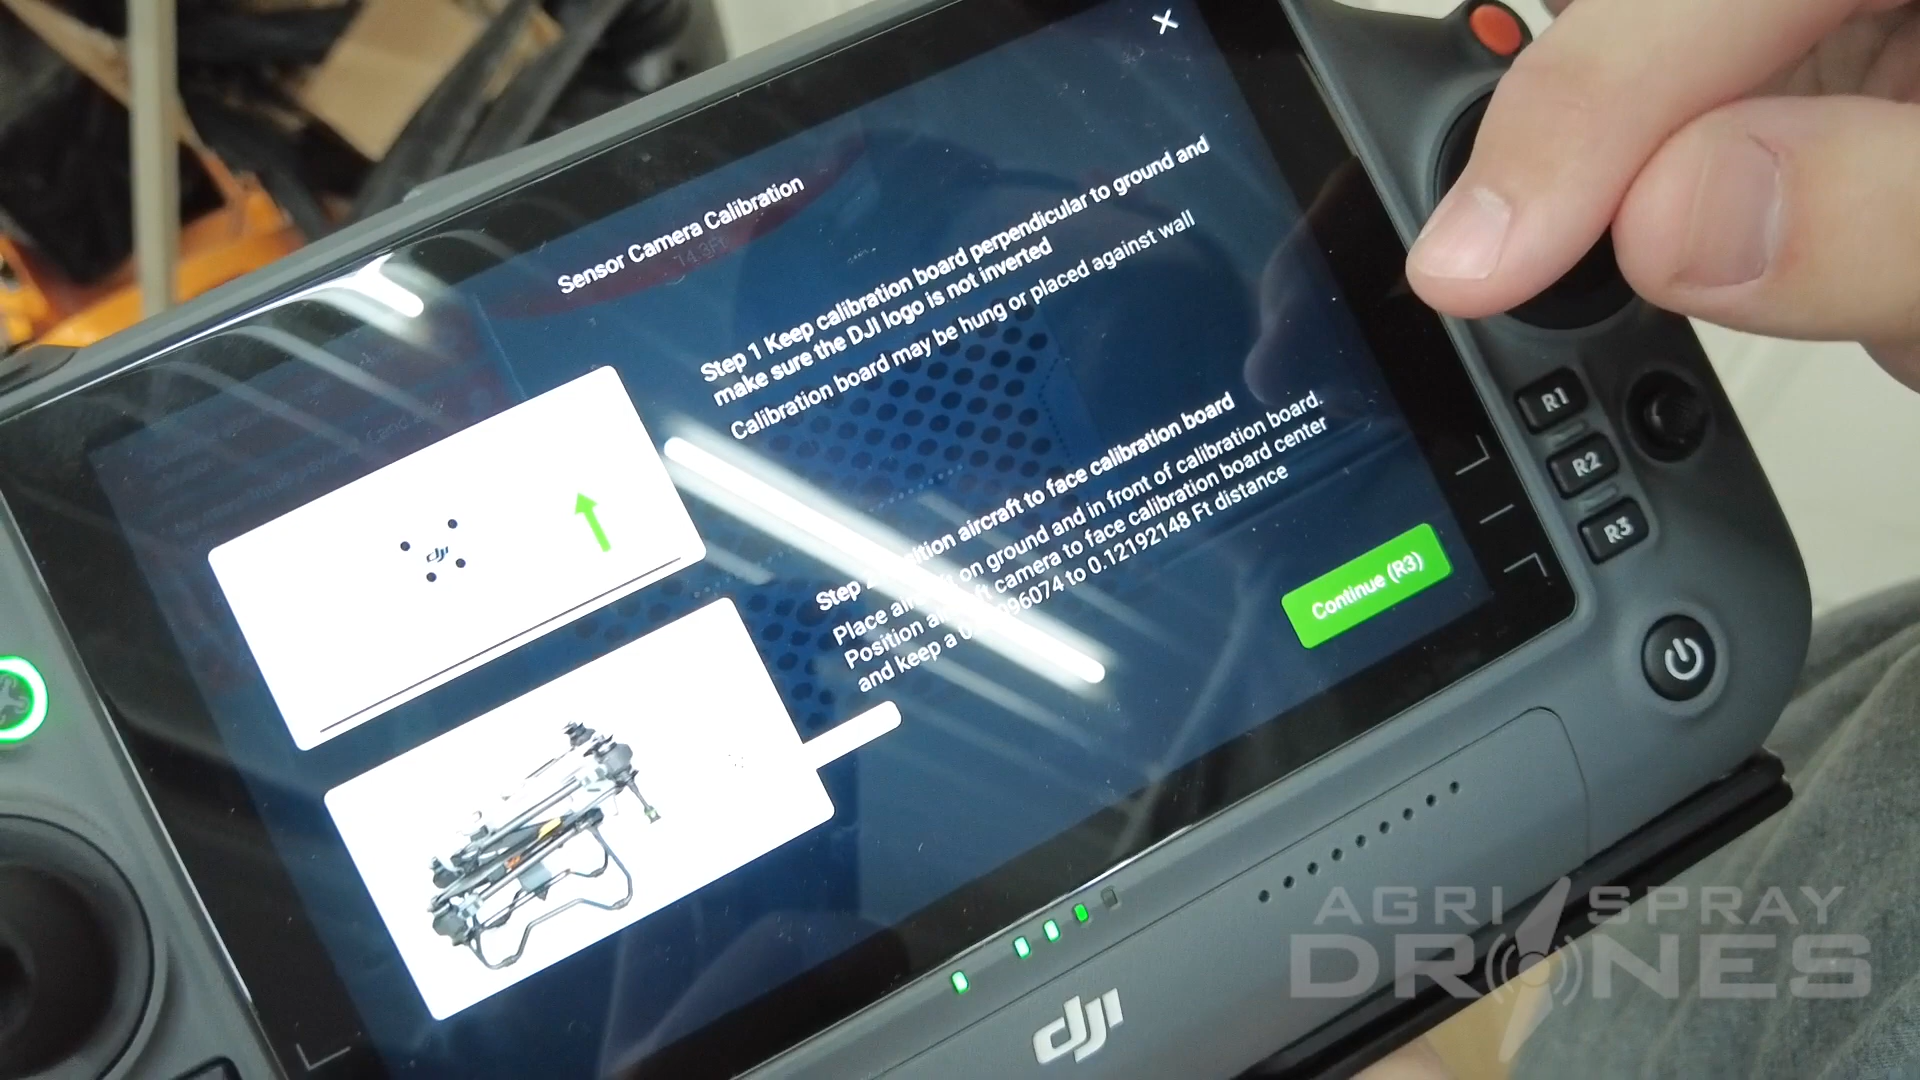 Sensor Camera Calibration
14.3Ft
Step 1 Keep calibration board perpendicular to ground and
make sure the DJI logo is not inverted
Calibration board may be hung or placed against wall
Step aircraft to face calibration board
Place on ground and in front of calibration board.
Position camera to face calibration board center
and keep a to 0.12192148 Ft distance
Continue (R3)
dji
R1
R2
R3
dji
AGRI SPRAY
DRONES